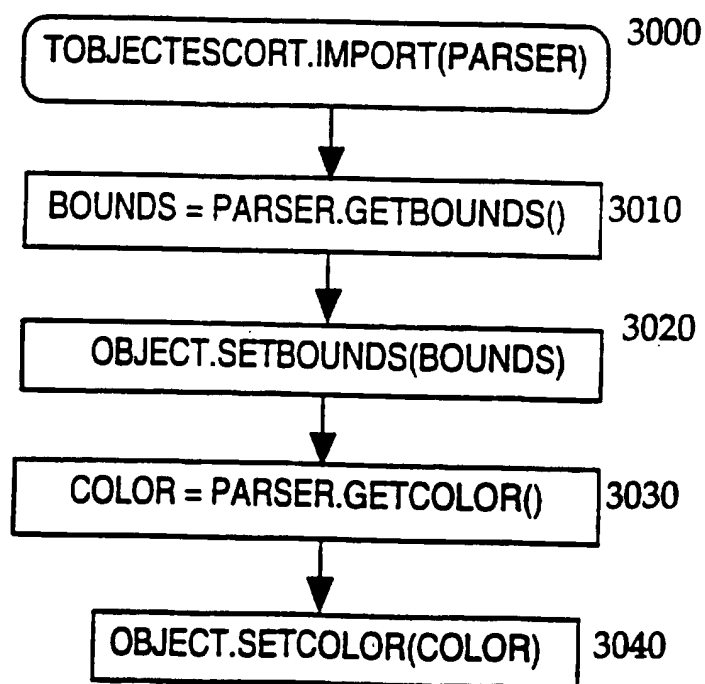 TOBJECTESCORT.IMPORT(PARSER) 3000
BOUNDS = PARSER.GETBOUNDS() 3010
OBJECT.SETBOUNDS(BOUNDS) 3020
COLOR = PARSER.GETCOLOR() 3030
OBJECT.SETCOLOR(COLOR) 3040